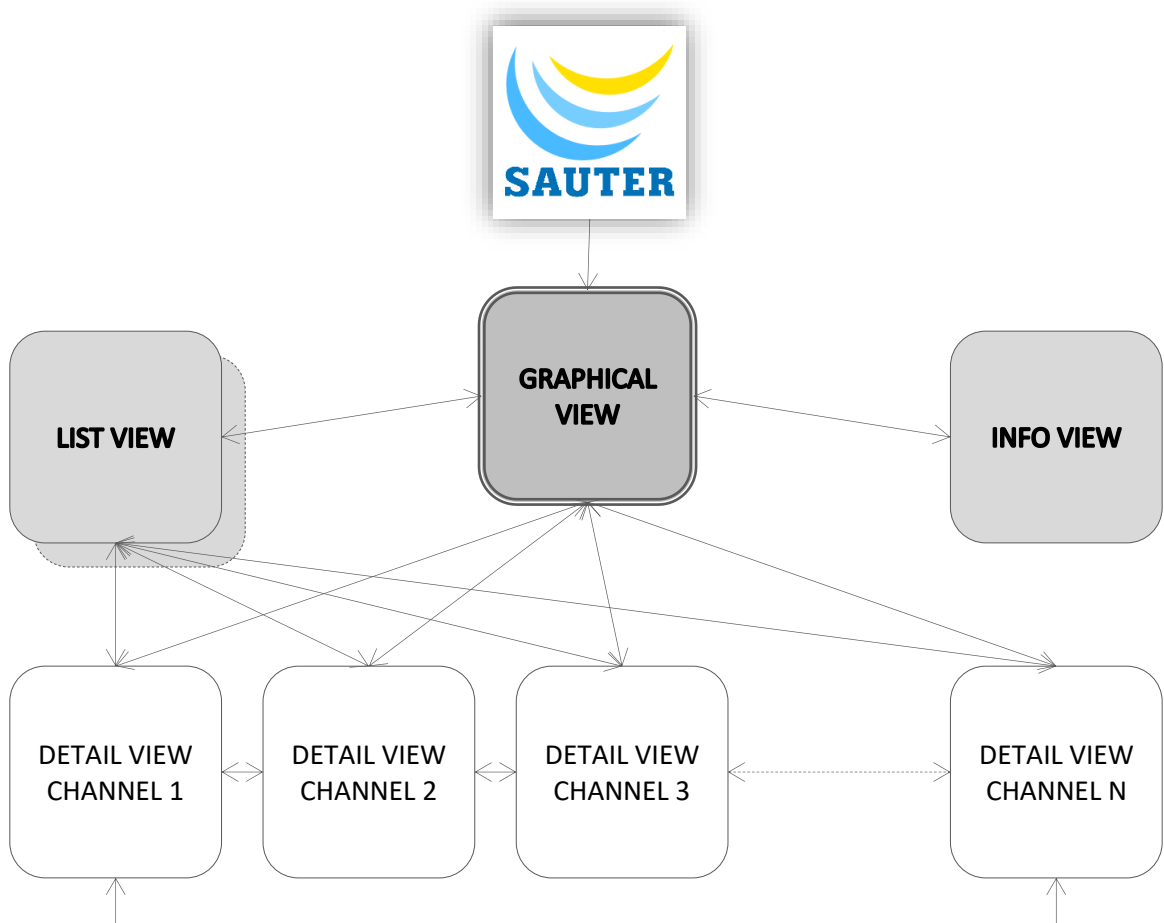 SAUTER
GRAPHICAL
VIEW
LIST VIEW
INFO VIEW
DETAIL VIEW
CHANNEL 1
DETAIL VIEW
CHANNEL 2
DETAIL VIEW
CHANNEL 3
DETAIL VIEW
CHANNEL N